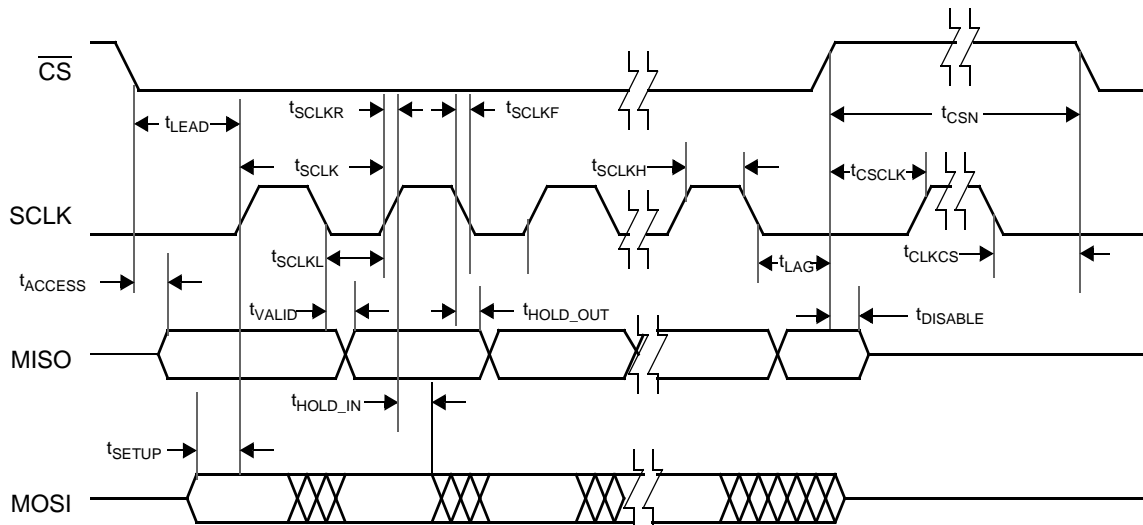 CS
tLEAD
tSCLKR
tSCLKF
tCSN
tSCLK
tSCLKH
tCSCLK
SCLK
tSCLKL
tLAG
tCLKCS
tACCESS
tVALID
tHOLD_OUT
tDISABLE
MISO
tHOLD_IN
tSETUP
MOSI